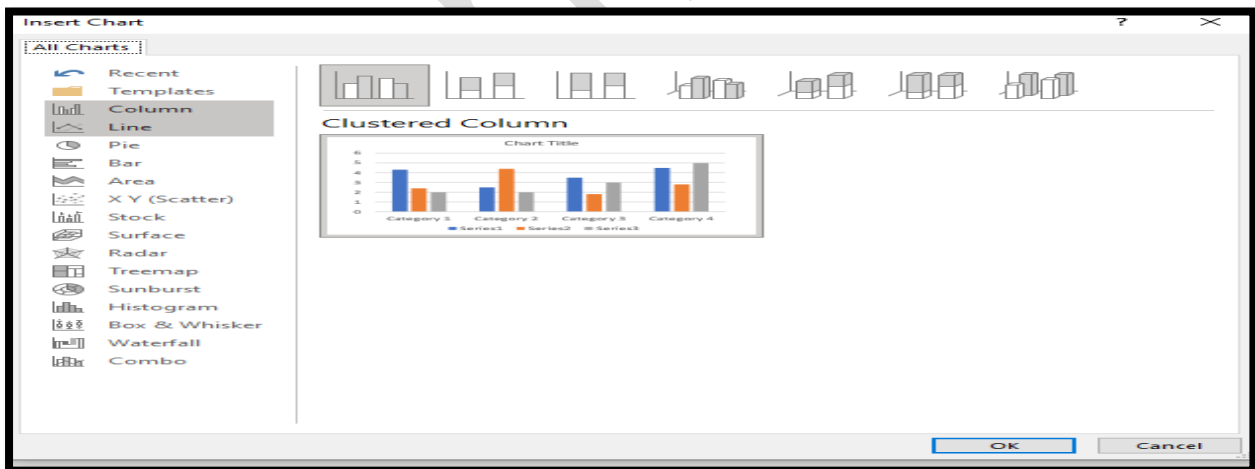 Insert Chart ? ×
All Charts
Recent
Templates
Column
Line
Pie
Bar
Area
X Y (Scatter)
Stock
Surface
Radar
Treemap
Sunburst
Histogram
Box & Whisker
Waterfall
Combo
Clustered Column
Chart Title
6
5
4
3
2
1
0
Category 1 Category 2 Category 3 Category 4
Series1 Series2 Series3
OK Cancel